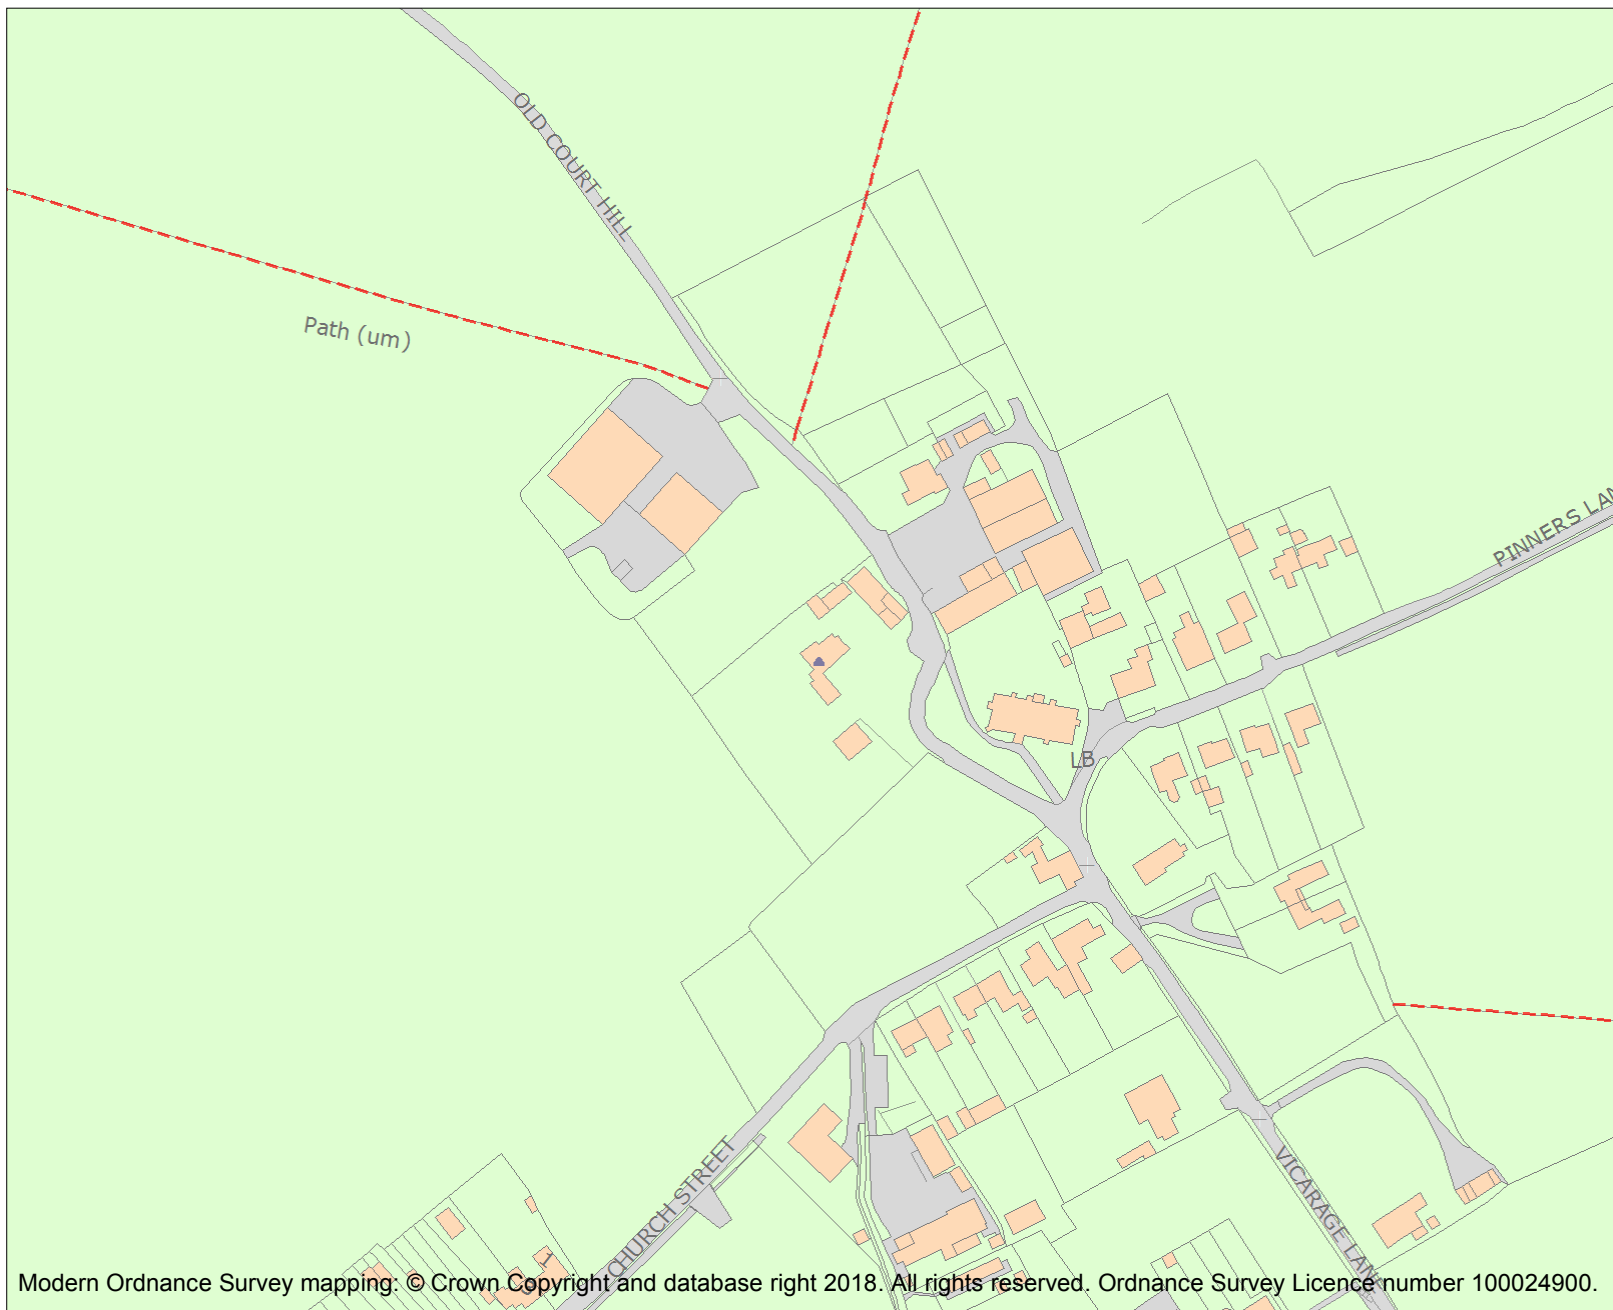 OLD COURT HILL
Path (um)
PINNERS LAN
LB
VICARAGE LANE
CHURCH STREET
1
Modern Ordnance Survey mapping: © Crown Copyright and database right 2018. All rights reserved. Ordnance Survey Licence number 100024900.